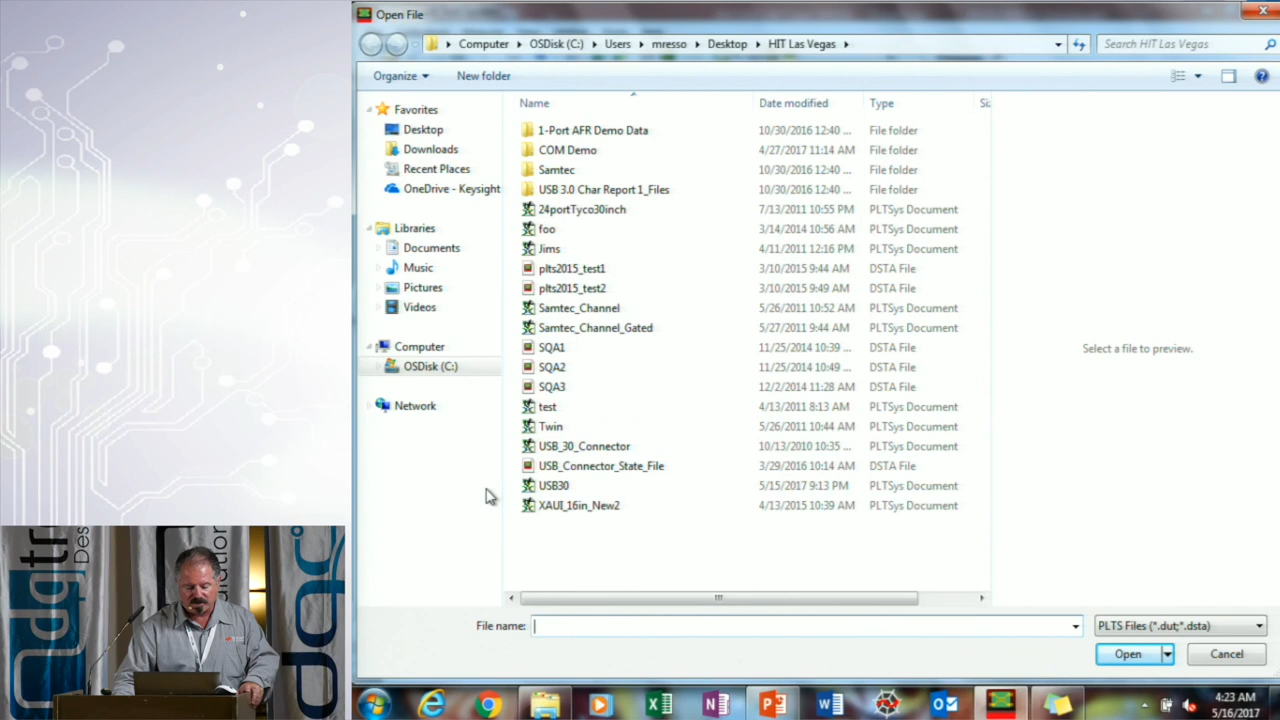 Open File
Computer ▸ OSDisk (C:) ▸ Users ▸ mresso ▸ Desktop ▸ HIT Las Vegas ▸
Search HIT Las Vegas
Organize
New folder
Name
Date modified
Type
Si
Favorites
Desktop
Downloads
Recent Places
OneDrive - Keysight
Libraries
Documents
Music
Pictures
Videos
Computer
OSDisk (C:)
Network
1-Port AFR Demo Data 10/30/2016 12:40 ... File folder
COM Demo 4/27/2017 11:14 AM File folder
Samtec 10/30/2016 12:40 ... File folder
USB 3.0 Char Report 1_Files 10/30/2016 12:40 ... File folder
24portTyco30inch 7/13/2011 10:55 PM PLTSys Document
foo 3/14/2014 10:56 AM PLTSys Document
Jims 4/11/2011 12:16 PM PLTSys Document
plts2015_test1 3/10/2015 9:44 AM DSTA File
plts2015_test2 3/10/2015 9:49 AM DSTA File
Samtec_Channel 5/26/2011 10:52 AM PLTSys Document
Samtec_Channel_Gated 5/27/2011 9:44 AM PLTSys Document
SQA1 11/25/2014 10:39 ... DSTA File
SQA2 11/25/2014 10:49 ... DSTA File
SQA3 12/2/2014 11:28 AM DSTA File
test 4/13/2011 8:13 AM PLTSys Document
Twin 5/26/2011 10:44 AM PLTSys Document
USB_30_Connector 10/13/2010 10:35 ... PLTSys Document
USB_Connector_State_File 3/29/2016 10:14 AM DSTA File
USB30 5/15/2017 9:13 PM PLTSys Document
XAUI_16in_New2 4/13/2015 10:39 AM PLTSys Document
Select a file to preview.
File name:
PLTS Files (*.dut;*.dsta)
Open
Cancel
4:23 AM
5/16/2017